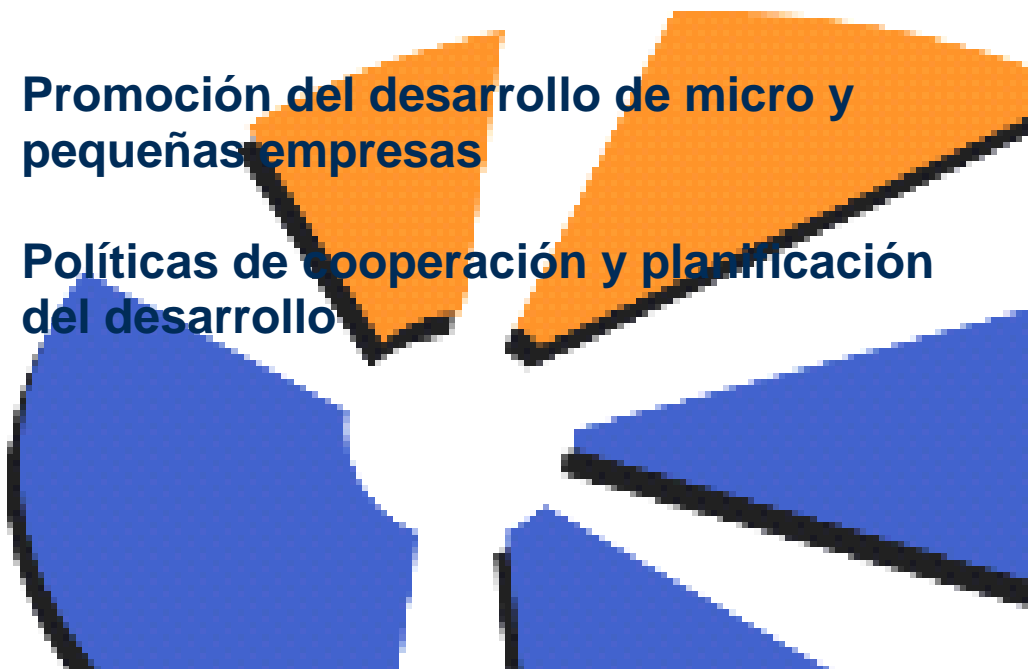 Promoción del desarrollo de micro y
pequeñas empresas
Políticas de cooperación y planificación
del desarrollo